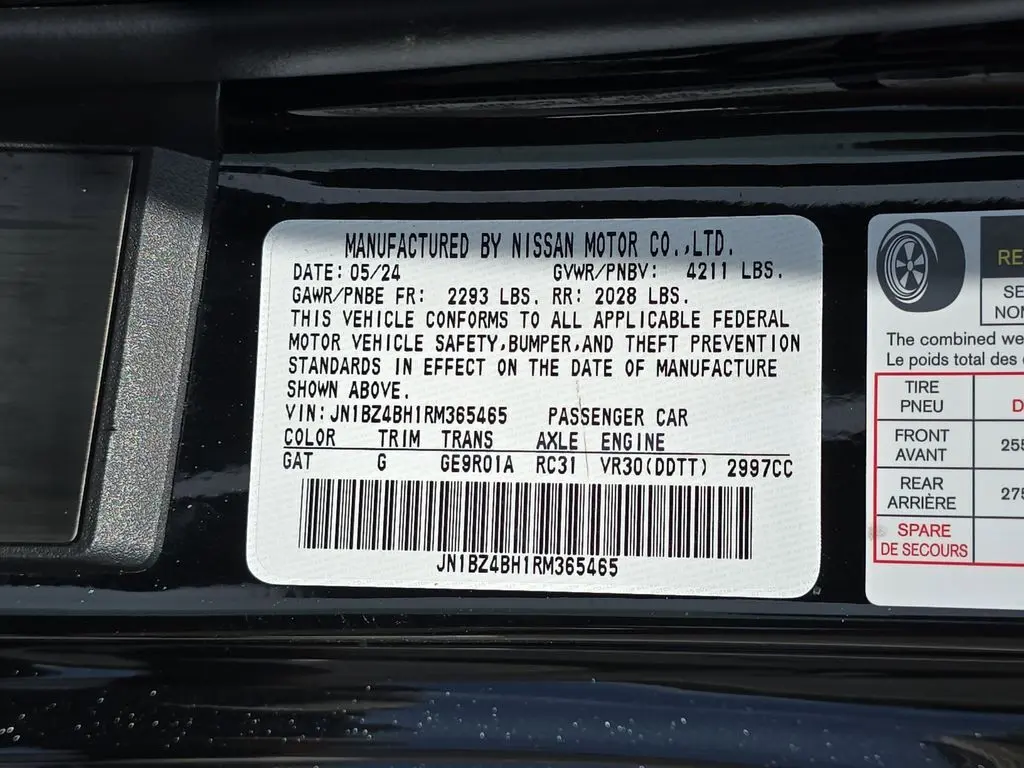 MANUFACTURED BY NISSAN MOTOR CO.,LTD.
DATE: 05/24 GVWR/PNBV: 4211 LBS.
GAWR/PNBE FR: 2293 LBS. RR: 2028 LBS.
THIS VEHICLE CONFORMS TO ALL APPLICABLE FEDERAL
MOTOR VEHICLE SAFETY,BUMPER,AND THEFT PREVENTION
STANDARDS IN EFFECT ON THE DATE OF MANUFACTURE
SHOWN ABOVE.
VIN: JN1BZ4BH1RM365465 PASSENGER CAR
COLOR TRIM TRANS AXLE ENGINE
GAT G GE9R01A RC31 VR30(DDTT) 2997CC
JN1BZ4BH1RM365465
The combined
Le poids total des
TIRE
PNEU
FRONT
AVANT
REAR
ARRIÈRE
SPARE
DE SECOURS